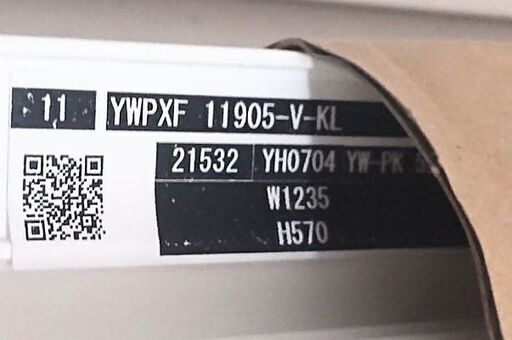 11 YWPXF 11905-V-KL
21532 YH0704 YW-PK
W1235
H570